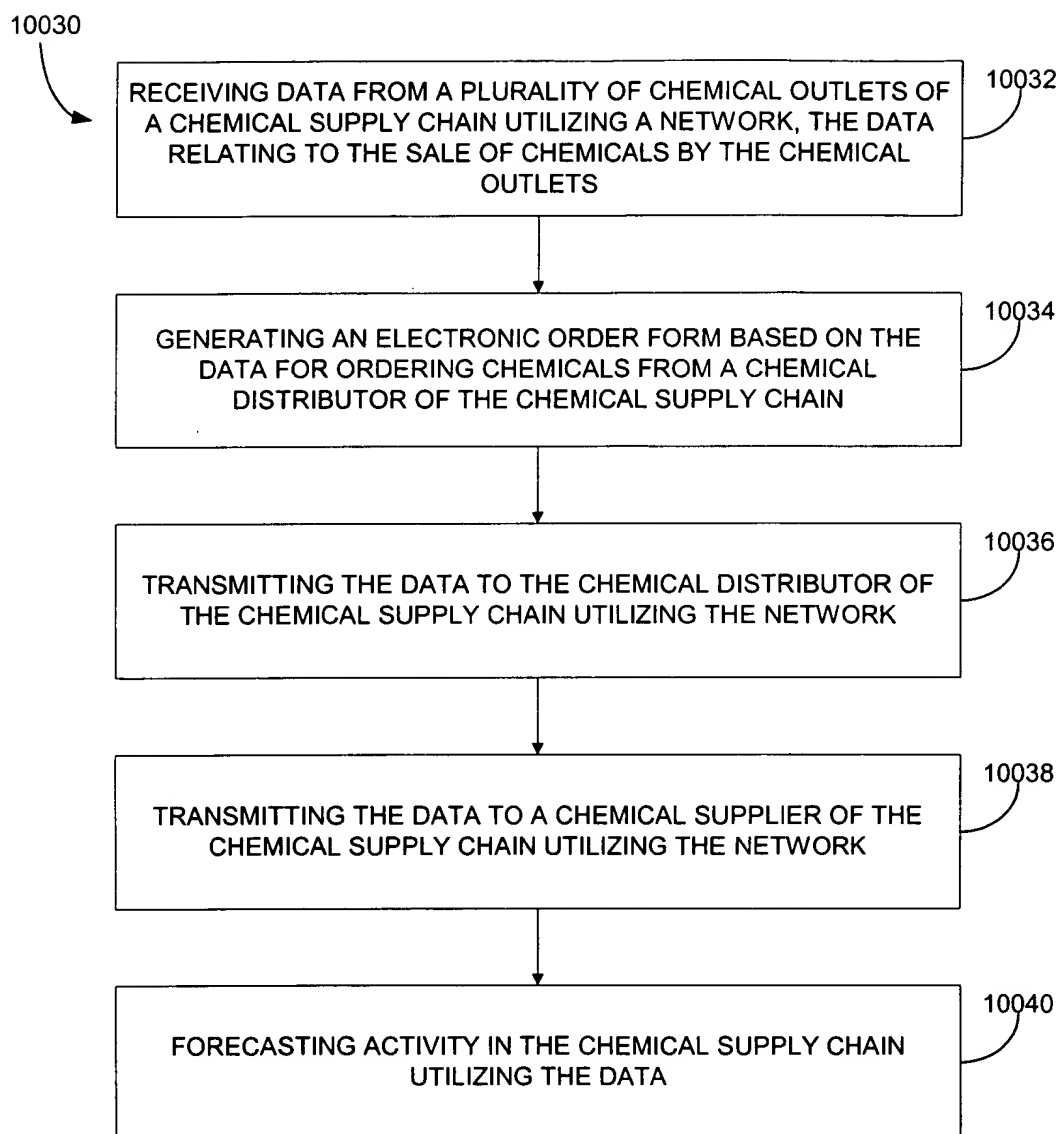 10030
RECEIVING DATA FROM A PLURALITY OF CHEMICAL OUTLETS OF
A CHEMICAL SUPPLY CHAIN UTILIZING A NETWORK, THE DATA
RELATING TO THE SALE OF CHEMICALS BY THE CHEMICAL
OUTLETS
10032
GENERATING AN ELECTRONIC ORDER FORM BASED ON THE
DATA FOR ORDERING CHEMICALS FROM A CHEMICAL
DISTRIBUTOR OF THE CHEMICAL SUPPLY CHAIN
10034
TRANSMITTING THE DATA TO THE CHEMICAL DISTRIBUTOR OF
THE CHEMICAL SUPPLY CHAIN UTILIZING THE NETWORK
10036
TRANSMITTING THE DATA TO A CHEMICAL SUPPLIER OF THE
CHEMICAL SUPPLY CHAIN UTILIZING THE NETWORK
10038
FORECASTING ACTIVITY IN THE CHEMICAL SUPPLY CHAIN
UTILIZING THE DATA
10040